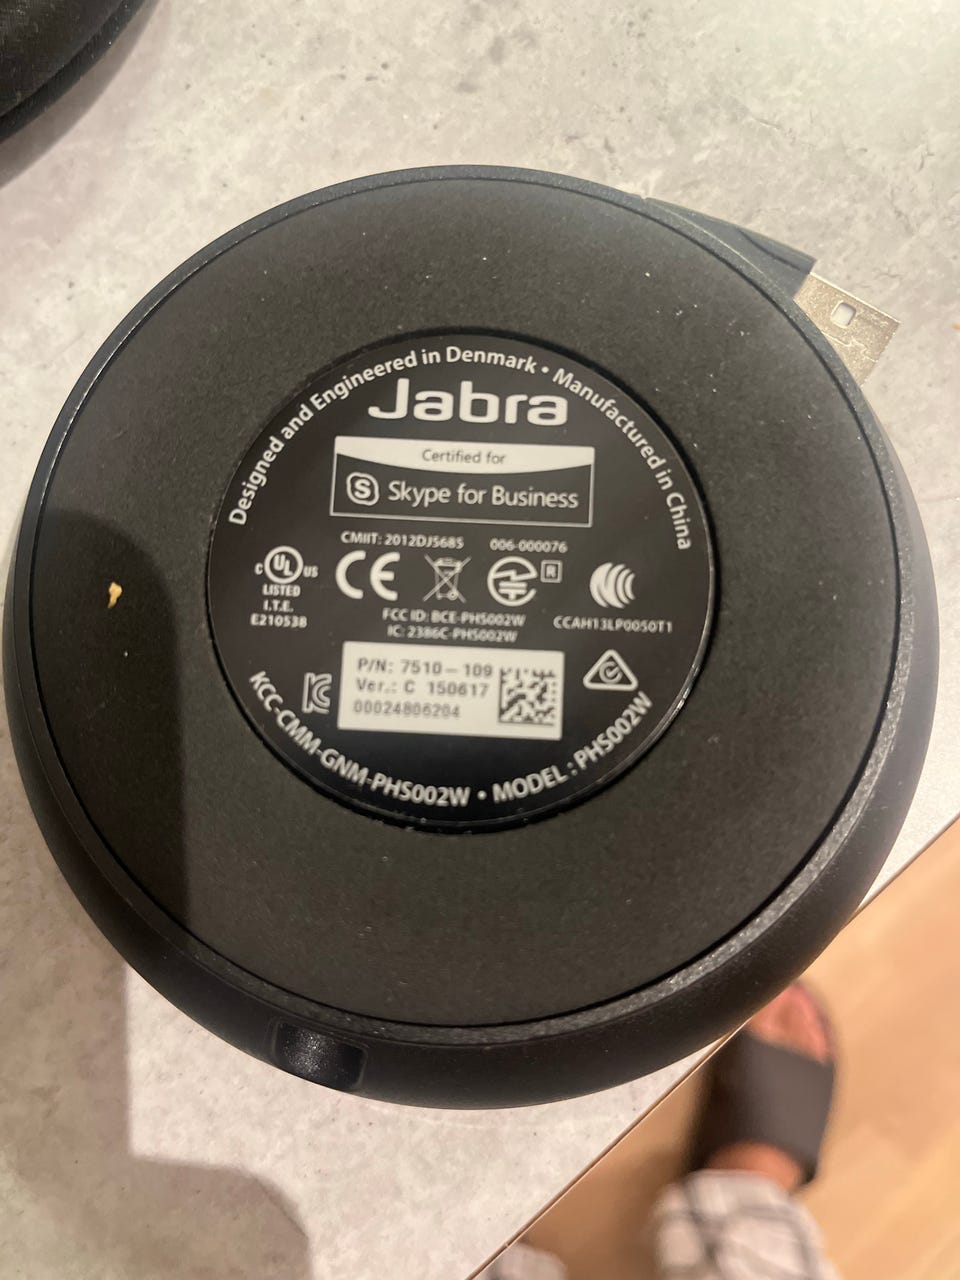 Designed and Engineered in Denmark • Manufactured in China
Jabra
Certified for
Skype for Business
CMIIT: 2012DJ5685 006-000076
c UL US
LISTED
I.T.E.
E210538
CE
R
FCC ID: BCE-PHS002W
IC: 2386C-PHS002W
CCAH13LP0050T1
P/N: 7510-109
Ver.: C 150617
00024806204
KCC-CMM-GNM-PHS002W • MODEL : PHS002W